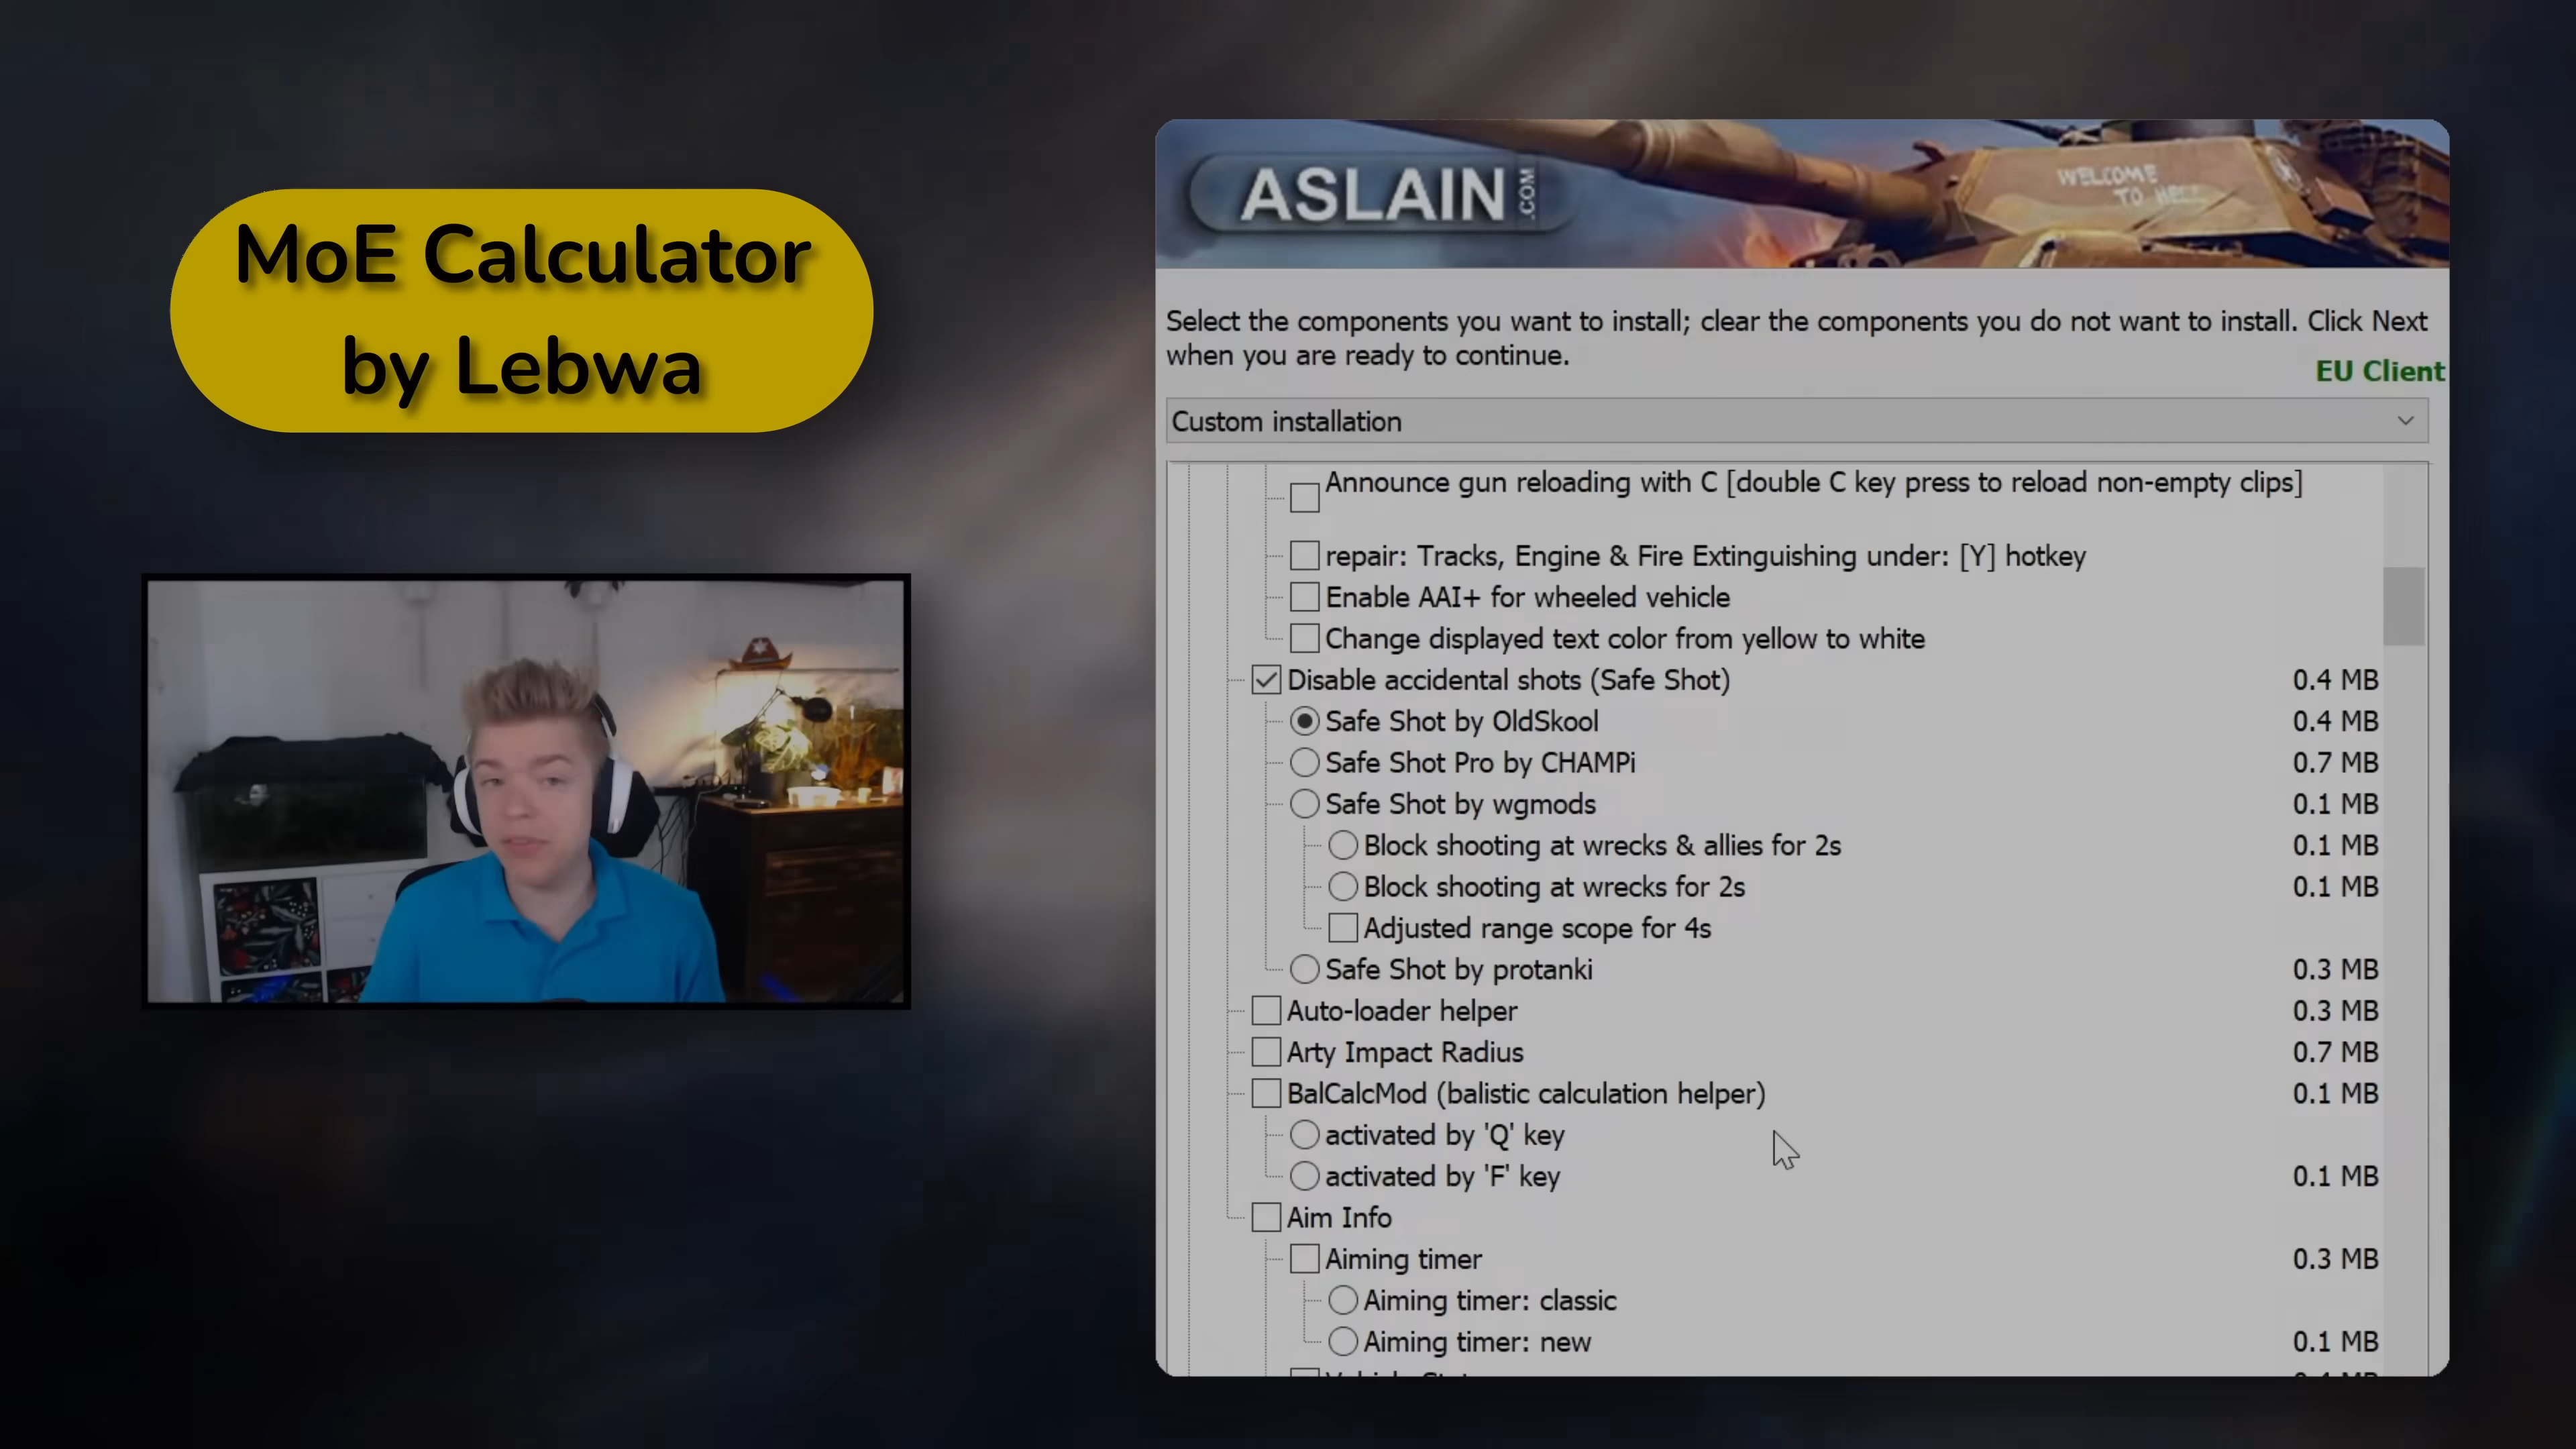 MoE Calculator
by Lebwa
ASLAIN .COM
WELCOME
TO HELL
Select the components you want to install; clear the components you do not want to install. Click Next
when you are ready to continue.
EU Client
Custom installation
Announce gun reloading with C [double C key press to reload non-empty clips]
repair: Tracks, Engine & Fire Extinguishing under: [Y] hotkey
Enable AAI+ for wheeled vehicle
Change displayed text color from yellow to white
Disable accidental shots (Safe Shot) 0.4 MB
Safe Shot by OldSkool 0.4 MB
Safe Shot Pro by CHAMPi 0.7 MB
Safe Shot by wgmods 0.1 MB
Block shooting at wrecks & allies for 2s 0.1 MB
Block shooting at wrecks for 2s 0.1 MB
Adjusted range scope for 4s
Safe Shot by protanki 0.3 MB
Auto-loader helper 0.3 MB
Arty Impact Radius 0.7 MB
BalCalcMod (balistic calculation helper) 0.1 MB
activated by 'Q' key
activated by 'F' key 0.1 MB
Aim Info
Aiming timer 0.3 MB
Aiming timer: classic
Aiming timer: new 0.1 MB